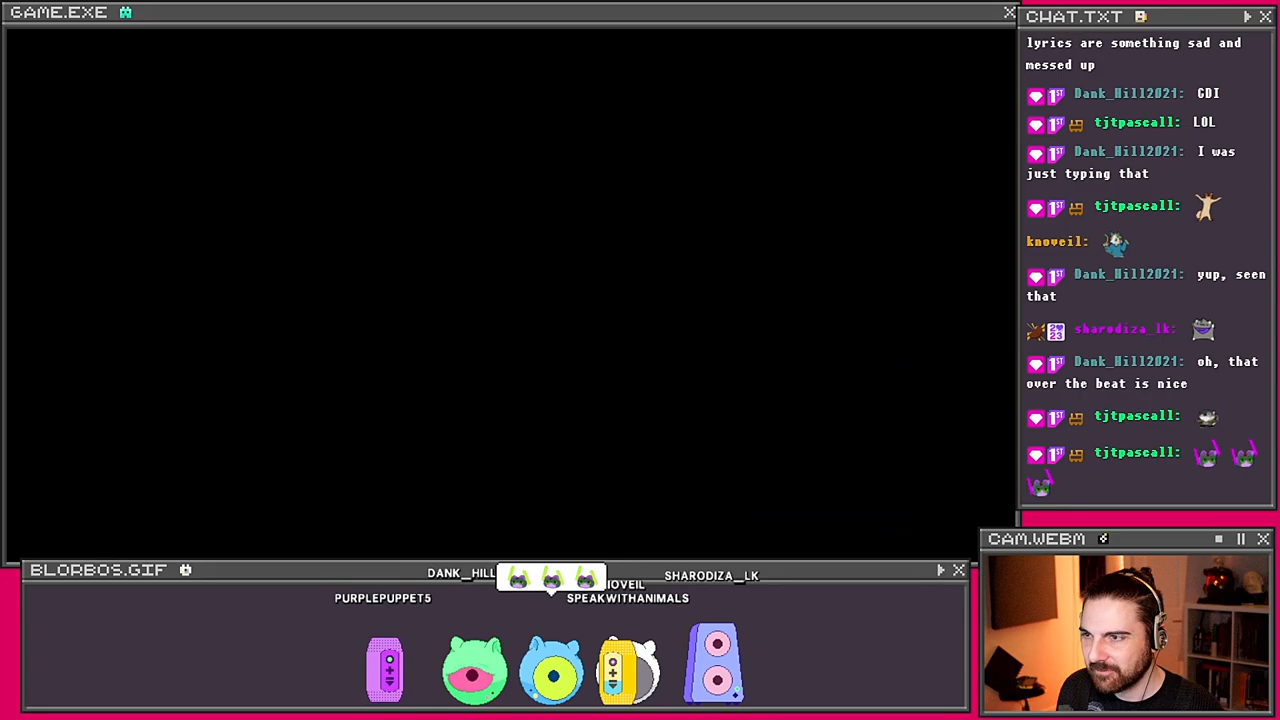 GAME.EXE
CHAT.TXT
lyrics are something sad and
messed up
Dank_Hill2021: GDI
tjtpascall: LOL
Dank_Hill2021: I was
just typing that
tjtpascall:
knoveil:
Dank_Hill2021: yup, seen
that
sharodiza_lk:
Dank_Hill2021: oh, that
over the beat is nice
tjtpascall:
tjtpascall:
CAM.WEBM
BLORBOS.GIF
DANK_HILL
SHARODIZA_LK
PURPLEPUPPET5
SPEAKWITHANIMALS